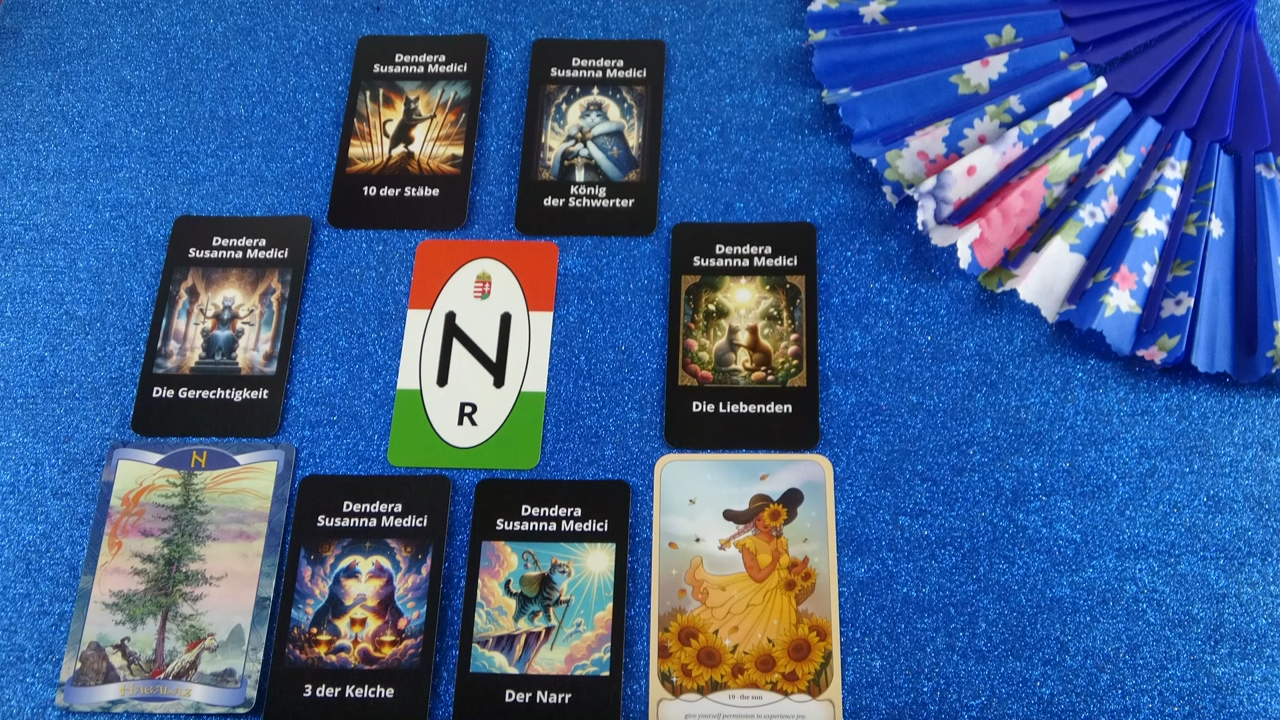 Dendera
Susanna Medici
10 der Stäbe
Dendera
Susanna Medici
König
der Schwerter
Dendera
Susanna Medici
Die Gerechtigkeit
N
R
Dendera
Susanna Medici
Die Liebenden
N
HAGALAZ
Dendera
Susanna Medici
3 der Kelche
Dendera
Susanna Medici
Der Narr
19 - the sun
give yourself permission to experience joy.